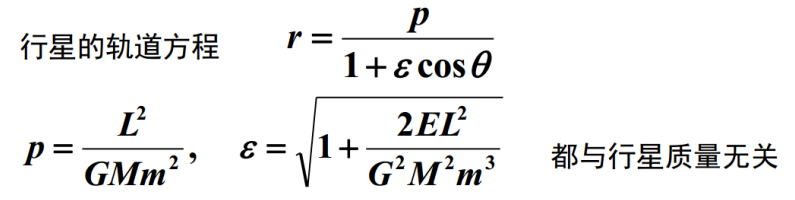 行星的轨道方程 r = p / (1 + ε cos θ)
p = L² / (GMm²), ε = √(1 + 2EL² / (G²M²m³)) 都与行星质量无关